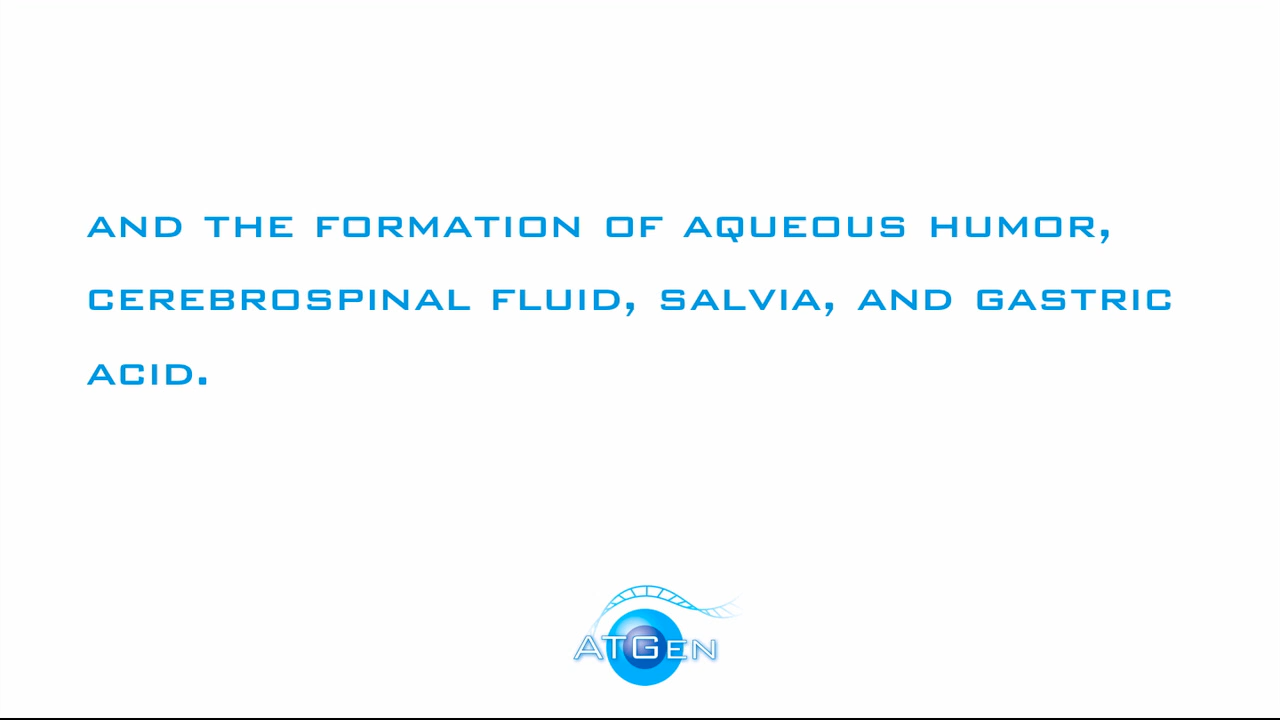 AND THE FORMATION OF AQUEOUS HUMOR,
CEREBROSPINAL FLUID, SALVIA, AND GASTRIC
ACID.
ATGEN